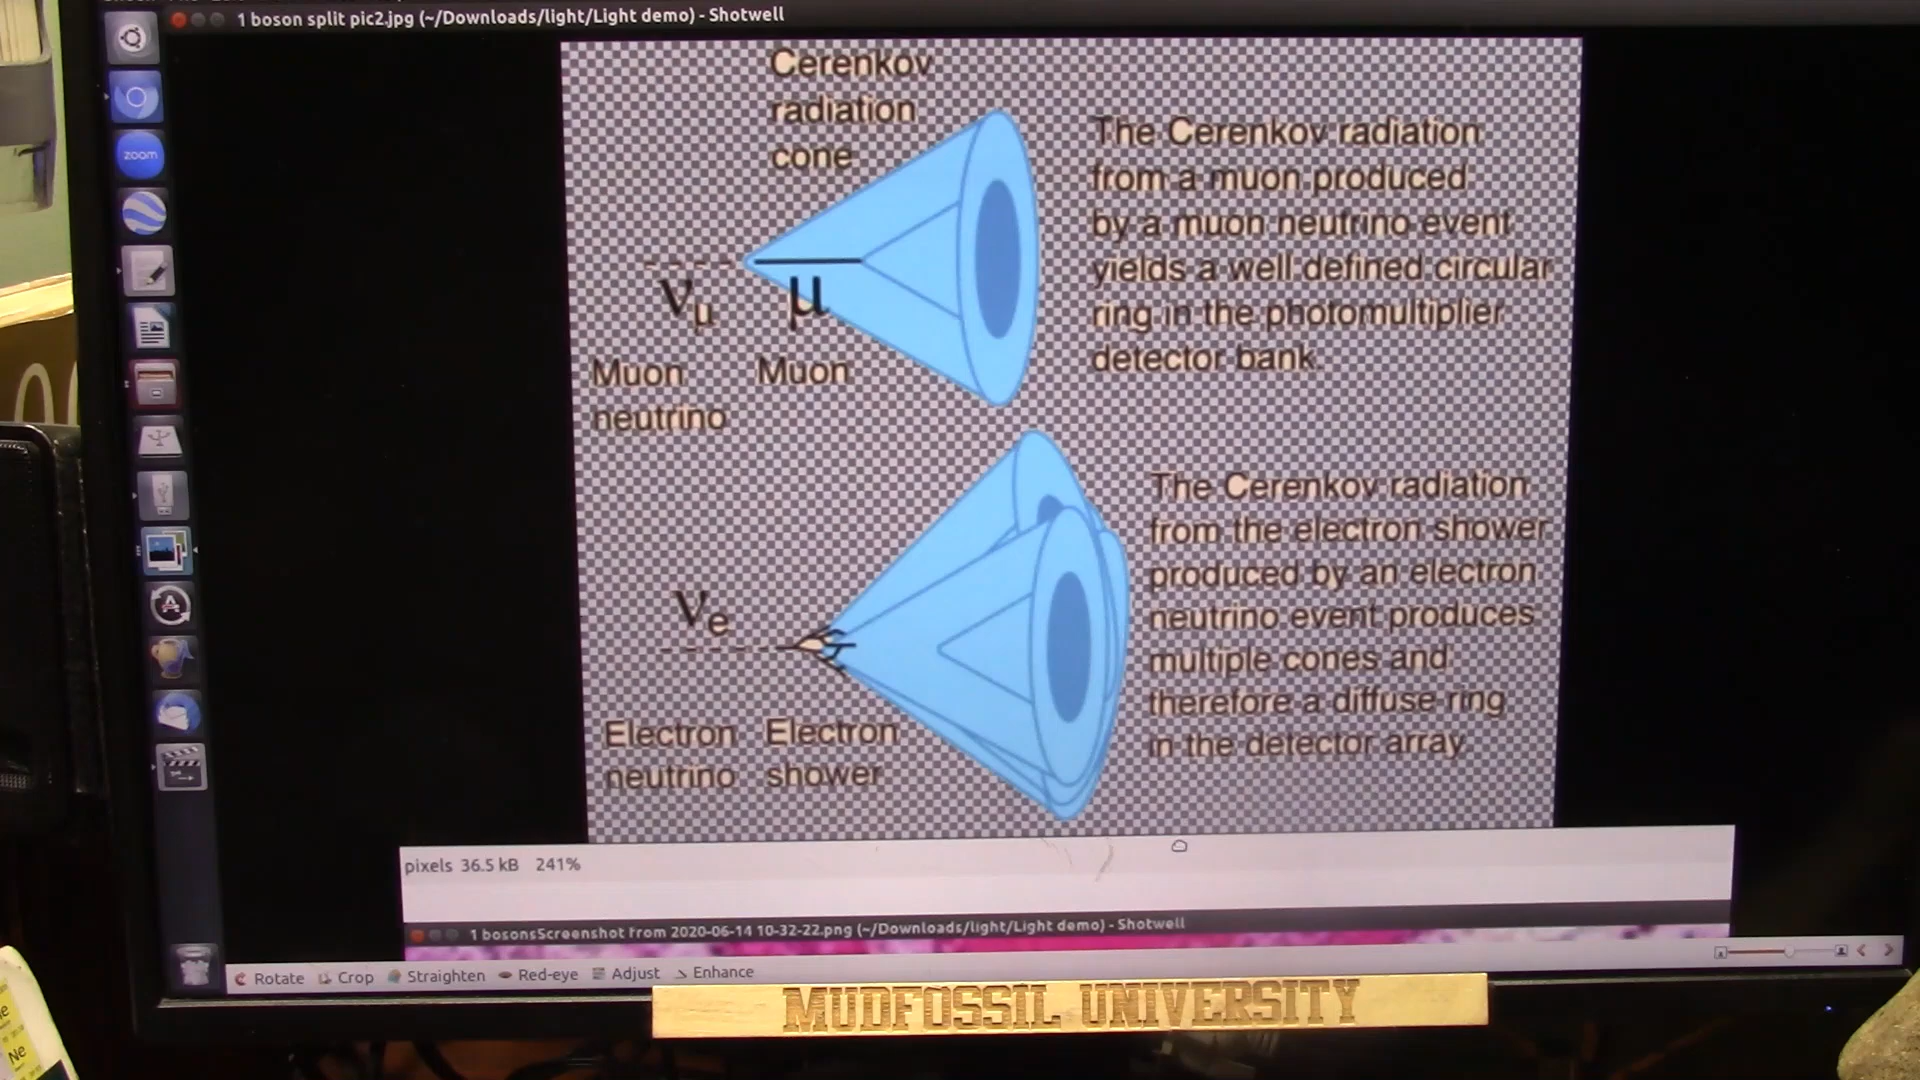 1 boson split pic2.jpg (~/Downloads/light/Light demo) - Shotwell
Cerenkov
radiation
cone
The Cerenkov radiation
from a muon produced
by a muon neutrino event
yields a well defined circular
ring in the photomultiplier
detector bank.
νμ
μ
Muon
neutrino
Muon
The Cerenkov radiation
from the electron shower
produced by an electron
neutrino event produces
multiple cones and
therefore a diffuse ring
in the detector array
νe
Electron
neutrino
Electron
shower
zoom
pixels 36.5 kB 241%
1 bosonsScreenshot from 2020-06-14 10-32-22.png (~/Downloads/light/Light demo) - Shotwell
Rotate Crop Straighten Red-eye Adjust Enhance
MUDFOSSIL UNIVERSITY
Ne